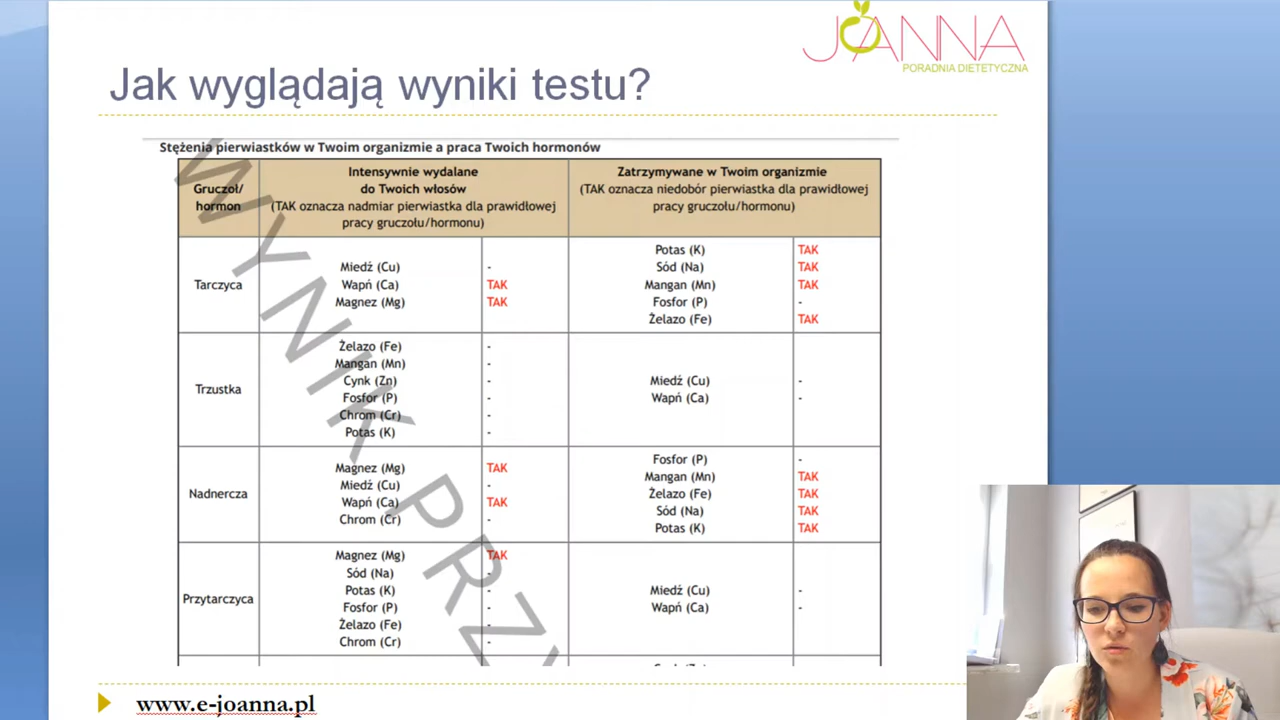 JOANNA
PORADNIA DIETETYCZNA
Jak wyglądają wyniki testu?
Stężenia pierwiastków w Twoim organizmie a praca Twoich hormonów
Gruczoł/
hormon
Intensywnie wydalane
do Twoich włosów
(TAK oznacza nadmiar pierwiastka dla prawidłowej
pracy gruczołu/hormonu)
Zatrzymywane w Twoim organizmie
(TAK oznacza niedobór pierwiastka dla prawidłowej
pracy gruczołu/hormonu)
Tarczyca
Miedź (Cu) -
Wapń (Ca) TAK
Magnez (Mg) TAK
Potas (K) TAK
Sód (Na) TAK
Mangan (Mn) TAK
Fosfor (P) -
Żelazo (Fe) TAK
Trzustka
Żelazo (Fe) -
Mangan (Mn) -
Cynk (Zn) -
Fosfor (P) -
Chrom (Cr) -
Potas (K) -
Miedź (Cu) -
Wapń (Ca) -
Nadnercza
Magnez (Mg) TAK
Miedź (Cu) -
Wapń (Ca) TAK
Chrom (Cr) -
Fosfor (P) -
Mangan (Mn) TAK
Żelazo (Fe) TAK
Sód (Na) TAK
Potas (K) TAK
Przytarczyca
Magnez (Mg) TAK
Sód (Na) -
Potas (K) -
Fosfor (P) -
Żelazo (Fe) -
Chrom (Cr) -
Miedź (Cu) -
Wapń (Ca) -
WYNIK PRZY
www.e-joanna.pl